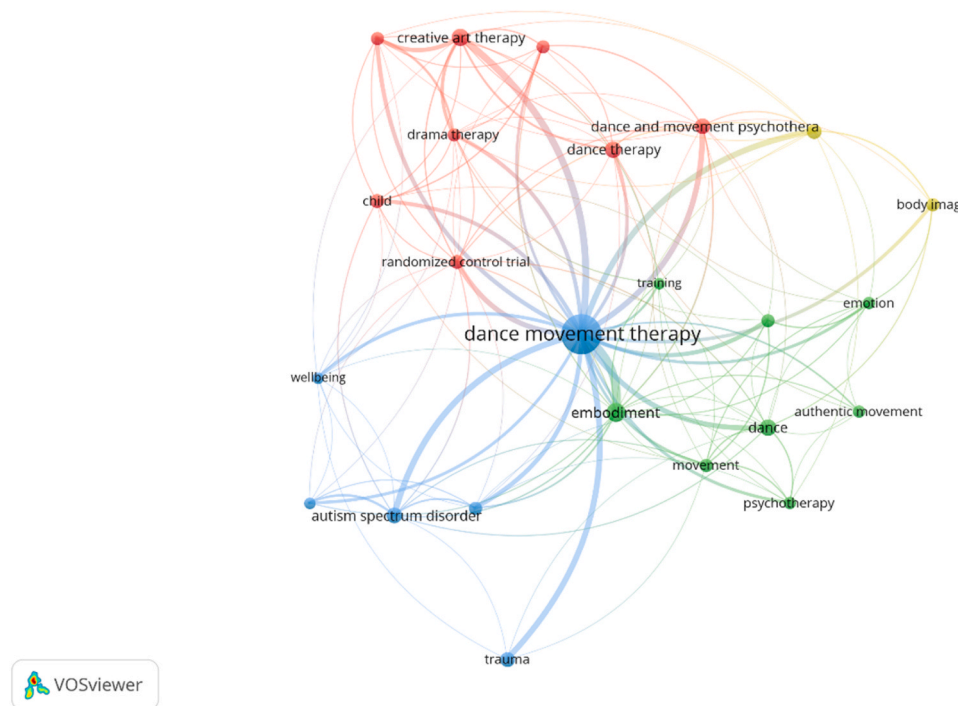 creative art therapy
drama therapy
dance and movement psychothera
dance therapy
child
body imag
randomized control trial
training
emotion
dance movement therapy
wellbeing
embodiment
authentic movement
dance
movement
psychotherapy
autism spectrum disorder
trauma
VOSviewer